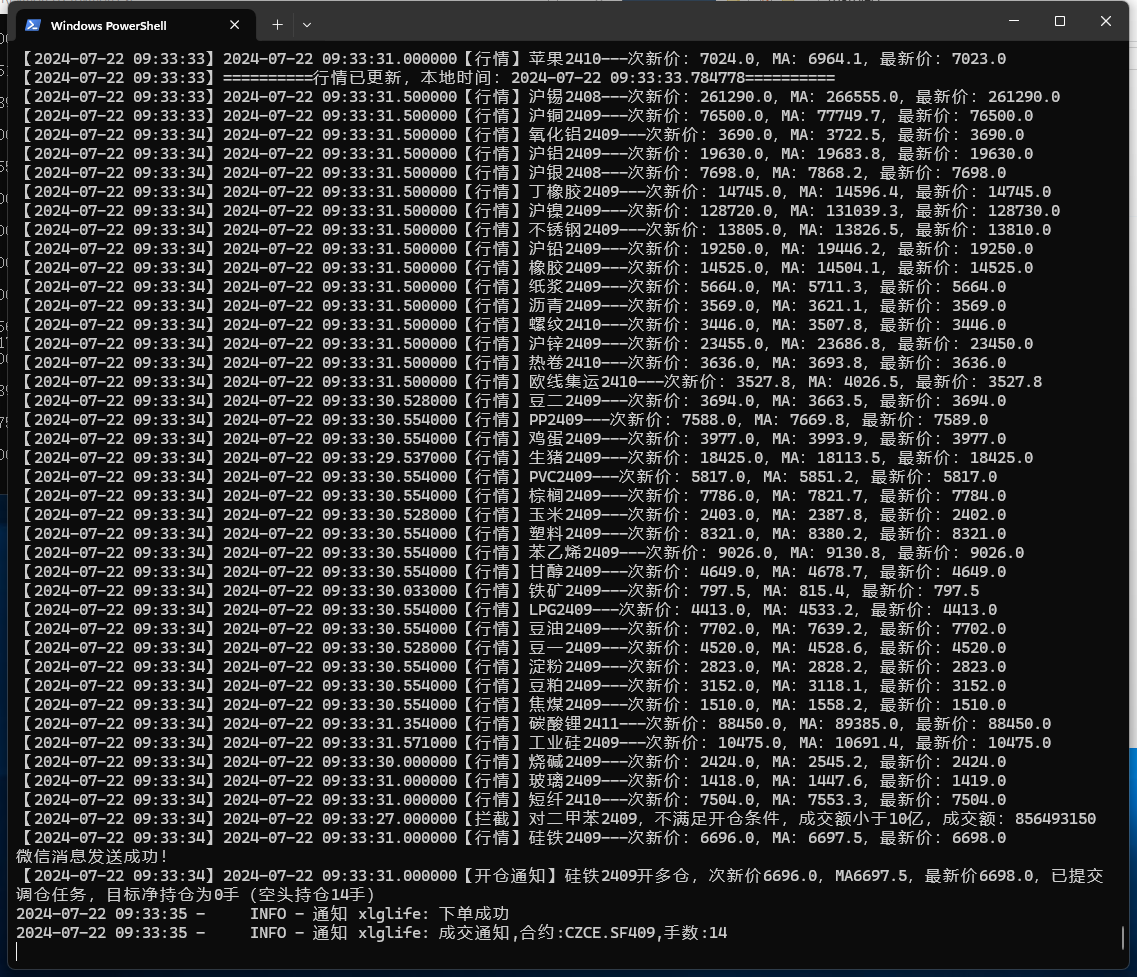 Windows PowerShell
【2024-07-22 09:33:33】2024-07-22 09:33:31.000000【行情】苹果2410---次新价: 7024.0, MA: 6964.1, 最新价: 7023.0
【2024-07-22 09:33:33】==========行情已更新，本地时间: 2024-07-22 09:33:33.784778==========
【2024-07-22 09:33:33】2024-07-22 09:33:31.500000【行情】沪锡2408---次新价: 261290.0, MA: 266555.0, 最新价: 261290.0
【2024-07-22 09:33:33】2024-07-22 09:33:31.500000【行情】沪铜2409---次新价: 76500.0, MA: 77749.7, 最新价: 76500.0
【2024-07-22 09:33:34】2024-07-22 09:33:31.500000【行情】氧化铝2409---次新价: 3690.0, MA: 3722.5, 最新价: 3690.0
【2024-07-22 09:33:34】2024-07-22 09:33:31.500000【行情】沪铝2409---次新价: 19630.0, MA: 19683.8, 最新价: 19630.0
【2024-07-22 09:33:34】2024-07-22 09:33:31.500000【行情】沪银2408---次新价: 7698.0, MA: 7868.2, 最新价: 7698.0
【2024-07-22 09:33:34】2024-07-22 09:33:31.500000【行情】丁橡胶2409---次新价: 14745.0, MA: 14596.4, 最新价: 14745.0
【2024-07-22 09:33:34】2024-07-22 09:33:31.500000【行情】沪镍2409---次新价: 128720.0, MA: 131039.3, 最新价: 128730.0
【2024-07-22 09:33:34】2024-07-22 09:33:31.500000【行情】不锈钢2409---次新价: 13805.0, MA: 13826.5, 最新价: 13810.0
【2024-07-22 09:33:34】2024-07-22 09:33:31.500000【行情】沪铅2409---次新价: 19250.0, MA: 19446.2, 最新价: 19250.0
【2024-07-22 09:33:34】2024-07-22 09:33:31.500000【行情】橡胶2409---次新价: 14525.0, MA: 14504.1, 最新价: 14525.0
【2024-07-22 09:33:34】2024-07-22 09:33:31.500000【行情】纸浆2409---次新价: 5664.0, MA: 5711.3, 最新价: 5664.0
【2024-07-22 09:33:34】2024-07-22 09:33:31.500000【行情】沥青2409---次新价: 3569.0, MA: 3621.1, 最新价: 3569.0
【2024-07-22 09:33:34】2024-07-22 09:33:31.500000【行情】螺纹2410---次新价: 3446.0, MA: 3507.8, 最新价: 3446.0
【2024-07-22 09:33:34】2024-07-22 09:33:31.500000【行情】沪锌2409---次新价: 23455.0, MA: 23686.8, 最新价: 23450.0
【2024-07-22 09:33:34】2024-07-22 09:33:31.500000【行情】热卷2410---次新价: 3636.0, MA: 3693.8, 最新价: 3636.0
【2024-07-22 09:33:34】2024-07-22 09:33:31.500000【行情】欧线集运2410---次新价: 3527.8, MA: 4026.5, 最新价: 3527.8
【2024-07-22 09:33:34】2024-07-22 09:33:30.528000【行情】豆二2409---次新价: 3694.0, MA: 3663.5, 最新价: 3694.0
【2024-07-22 09:33:34】2024-07-22 09:33:30.554000【行情】PP2409---次新价: 7588.0, MA: 7669.8, 最新价: 7589.0
【2024-07-22 09:33:34】2024-07-22 09:33:30.554000【行情】鸡蛋2409---次新价: 3977.0, MA: 3993.9, 最新价: 3977.0
【2024-07-22 09:33:34】2024-07-22 09:33:29.537000【行情】生猪2409---次新价: 18425.0, MA: 18113.5, 最新价: 18425.0
【2024-07-22 09:33:34】2024-07-22 09:33:30.554000【行情】PVC2409---次新价: 5817.0, MA: 5851.2, 最新价: 5817.0
【2024-07-22 09:33:34】2024-07-22 09:33:30.554000【行情】棕榈2409---次新价: 7786.0, MA: 7821.7, 最新价: 7784.0
【2024-07-22 09:33:34】2024-07-22 09:33:30.528000【行情】玉米2409---次新价: 2403.0, MA: 2387.8, 最新价: 2402.0
【2024-07-22 09:33:34】2024-07-22 09:33:30.554000【行情】塑料2409---次新价: 8321.0, MA: 8380.2, 最新价: 8321.0
【2024-07-22 09:33:34】2024-07-22 09:33:30.554000【行情】苯乙烯2409---次新价: 9026.0, MA: 9130.8, 最新价: 9026.0
【2024-07-22 09:33:34】2024-07-22 09:33:30.554000【行情】甘醇2409---次新价: 4649.0, MA: 4678.7, 最新价: 4649.0
【2024-07-22 09:33:34】2024-07-22 09:33:30.033000【行情】铁矿2409---次新价: 797.5, MA: 815.4, 最新价: 797.5
【2024-07-22 09:33:34】2024-07-22 09:33:30.554000【行情】LPG2409---次新价: 4413.0, MA: 4533.2, 最新价: 4413.0
【2024-07-22 09:33:34】2024-07-22 09:33:30.554000【行情】豆油2409---次新价: 7702.0, MA: 7639.2, 最新价: 7702.0
【2024-07-22 09:33:34】2024-07-22 09:33:30.528000【行情】豆一2409---次新价: 4520.0, MA: 4528.6, 最新价: 4520.0
【2024-07-22 09:33:34】2024-07-22 09:33:30.554000【行情】淀粉2409---次新价: 2823.0, MA: 2828.2, 最新价: 2823.0
【2024-07-22 09:33:34】2024-07-22 09:33:30.554000【行情】豆粕2409---次新价: 3152.0, MA: 3118.1, 最新价: 3152.0
【2024-07-22 09:33:34】2024-07-22 09:33:30.554000【行情】焦煤2409---次新价: 1510.0, MA: 1558.2, 最新价: 1510.0
【2024-07-22 09:33:34】2024-07-22 09:33:31.354000【行情】碳酸锂2411---次新价: 88450.0, MA: 89385.0, 最新价: 88450.0
【2024-07-22 09:33:34】2024-07-22 09:33:31.571000【行情】工业硅2409---次新价: 10475.0, MA: 10691.4, 最新价: 10475.0
【2024-07-22 09:33:34】2024-07-22 09:33:30.000000【行情】烧碱2409---次新价: 2424.0, MA: 2545.2, 最新价: 2424.0
【2024-07-22 09:33:34】2024-07-22 09:33:31.000000【行情】玻璃2409---次新价: 1418.0, MA: 1447.6, 最新价: 1419.0
【2024-07-22 09:33:34】2024-07-22 09:33:31.000000【行情】短纤2410---次新价: 7504.0, MA: 7553.3, 最新价: 7504.0
【2024-07-22 09:33:34】2024-07-22 09:33:27.000000【拦截】对二甲苯2409，不满足开仓条件，成交额小于10亿，成交额: 856493150
【2024-07-22 09:33:34】2024-07-22 09:33:31.000000【行情】硅铁2409---次新价: 6696.0, MA: 6697.5, 最新价: 6698.0
微信消息发送成功!
【2024-07-22 09:33:34】2024-07-22 09:33:31.000000【开仓通知】硅铁2409开多仓，次新价6696.0, MA6697.5, 最新价6698.0, 已提交
调仓任务，目标净持仓为0手（空头持仓14手）
2024-07-22 09:33:35 -     INFO - 通知 xlglife: 下单成功
2024-07-22 09:33:35 -     INFO - 通知 xlglife: 成交通知,合约:CZCE.SF409,手数:14